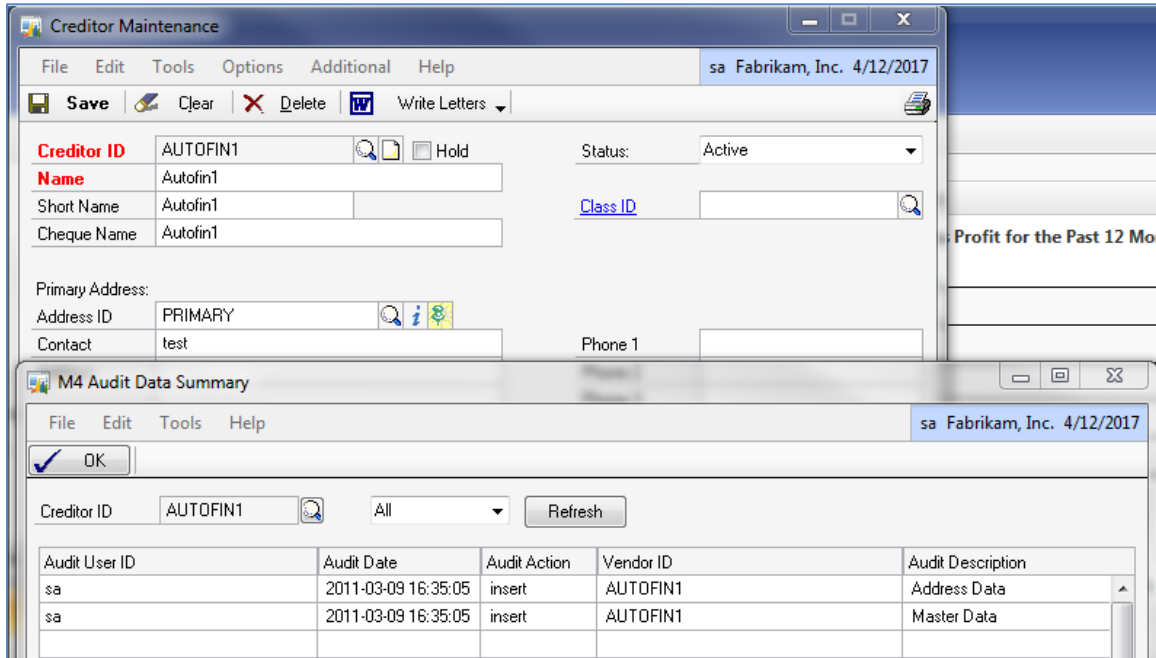 Creditor Maintenance
File Edit Tools Options Additional Help sa Fabrikam, Inc. 4/12/2017
Save Clear Delete Write Letters
Creditor ID AUTOFIN1 Hold Status: Active
Name Autofin1
Short Name Autofin1 Class ID
Cheque Name Autofin1
Profit for the Past 12 Mo
Primary Address:
Address ID PRIMARY
Contact test Phone 1
M4 Audit Data Summary
File Edit Tools Help sa Fabrikam, Inc. 4/12/2017
OK
Creditor ID AUTOFIN1 All Refresh
Audit User ID Audit Date Audit Action Vendor ID Audit Description
sa 2011-03-09 16:35:05 insert AUTOFIN1 Address Data
sa 2011-03-09 16:35:05 insert AUTOFIN1 Master Data